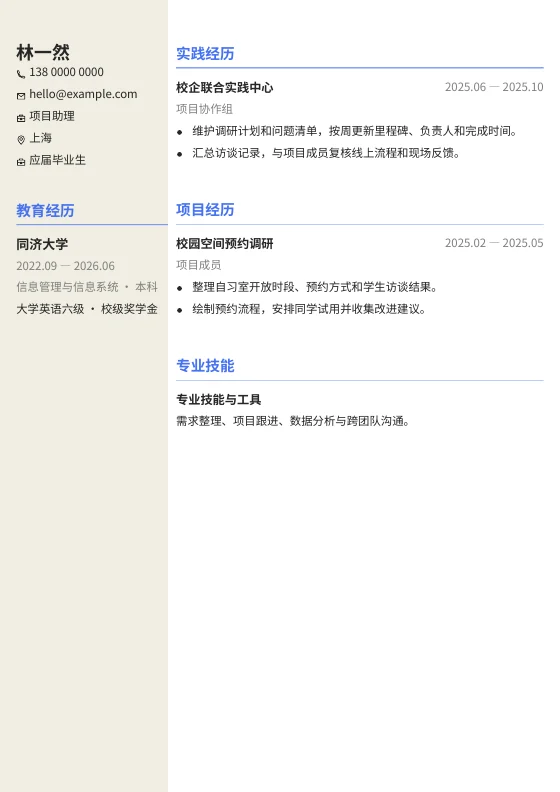 林一然
138 0000 0000
hello@example.com
项目助理
上海
应届毕业生
教育经历
同济大学
2022.09 — 2026.06
信息管理与信息系统 · 本科
大学英语六级 · 校级奖学金
实践经历
校企联合实践中心 2025.06 — 2025.10
项目协作组
● 维护调研计划和问题清单，按周更新里程碑、负责人和完成时间。
● 汇总访谈记录，与项目成员复核线上流程和现场反馈。
项目经历
校园空间预约调研 2025.02 — 2025.05
项目成员
● 整理自习室开放时段、预约方式和学生访谈结果。
● 绘制预约流程，安排同学试用并收集改进建议。
专业技能
专业技能与工具
需求整理、项目跟进、数据分析与跨团队沟通。